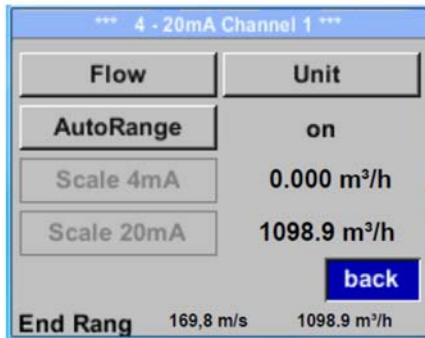 *** 4 - 20mA Channel 1 ***
Flow Unit
AutoRange on
Scale 4mA 0.000 m³/h
Scale 20mA 1098.9 m³/h
back
End Rang 169,8 m/s 1098.9 m³/h